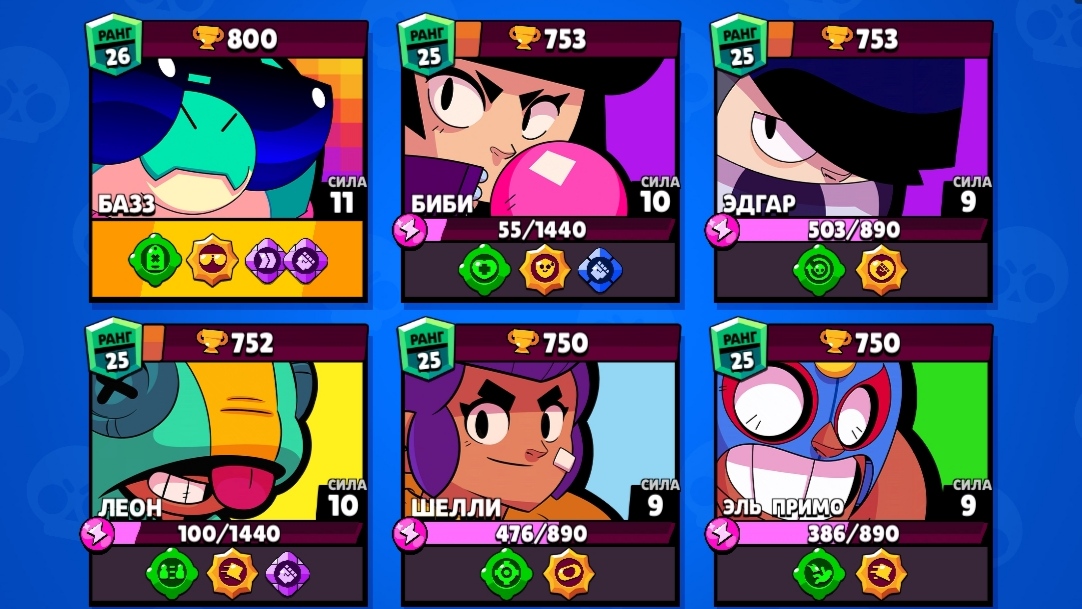 РАНГ 26 800
БАЗЗ
СИЛА 11
РАНГ 25 753
БИБИ
СИЛА 10
55/1440
РАНГ 25 753
ЭДГАР
СИЛА 9
503/890
РАНГ 25 752
ЛЕОН
СИЛА 10
100/1440
РАНГ 25 750
ШЕЛЛИ
СИЛА 9
476/890
РАНГ 25 750
ЭЛЬ ПРИМО
СИЛА 9
386/890